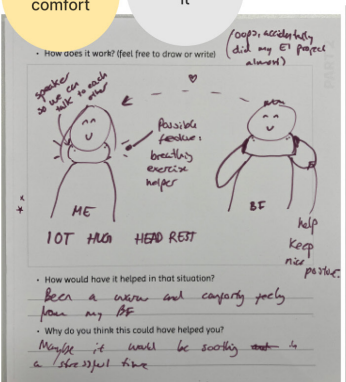 comfort
it
How does it work? (feel free to draw or write)
(oops, accidentally
did my E1 project
almost)
PART
speaker
so we can
talk to each
other
Possible
feature:
breathing
exercise
helper
ME
BF
IOT HUG HEAD REST
help
keep
nice
posture.
How would have it helped in that situation?
Been a warm and comforty feely
from my BF
Why do you think this could have helped you?
Maybe it would be soothing in
a stressful time